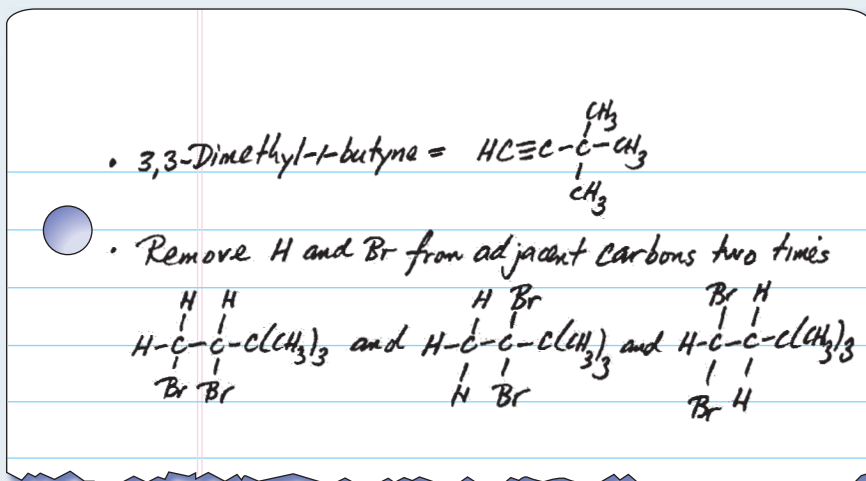 • 3,3-Dimethyl-1-butyne = HC≡C-C-CH3
CH3
CH3
• Remove H and Br from adjacent carbons two times
H H
H-C-C-C(CH3)3 and
Br Br
H Br
H-C-C-C(CH3)3 and
H Br
Br H
H-C-C-C(CH3)3
Br H